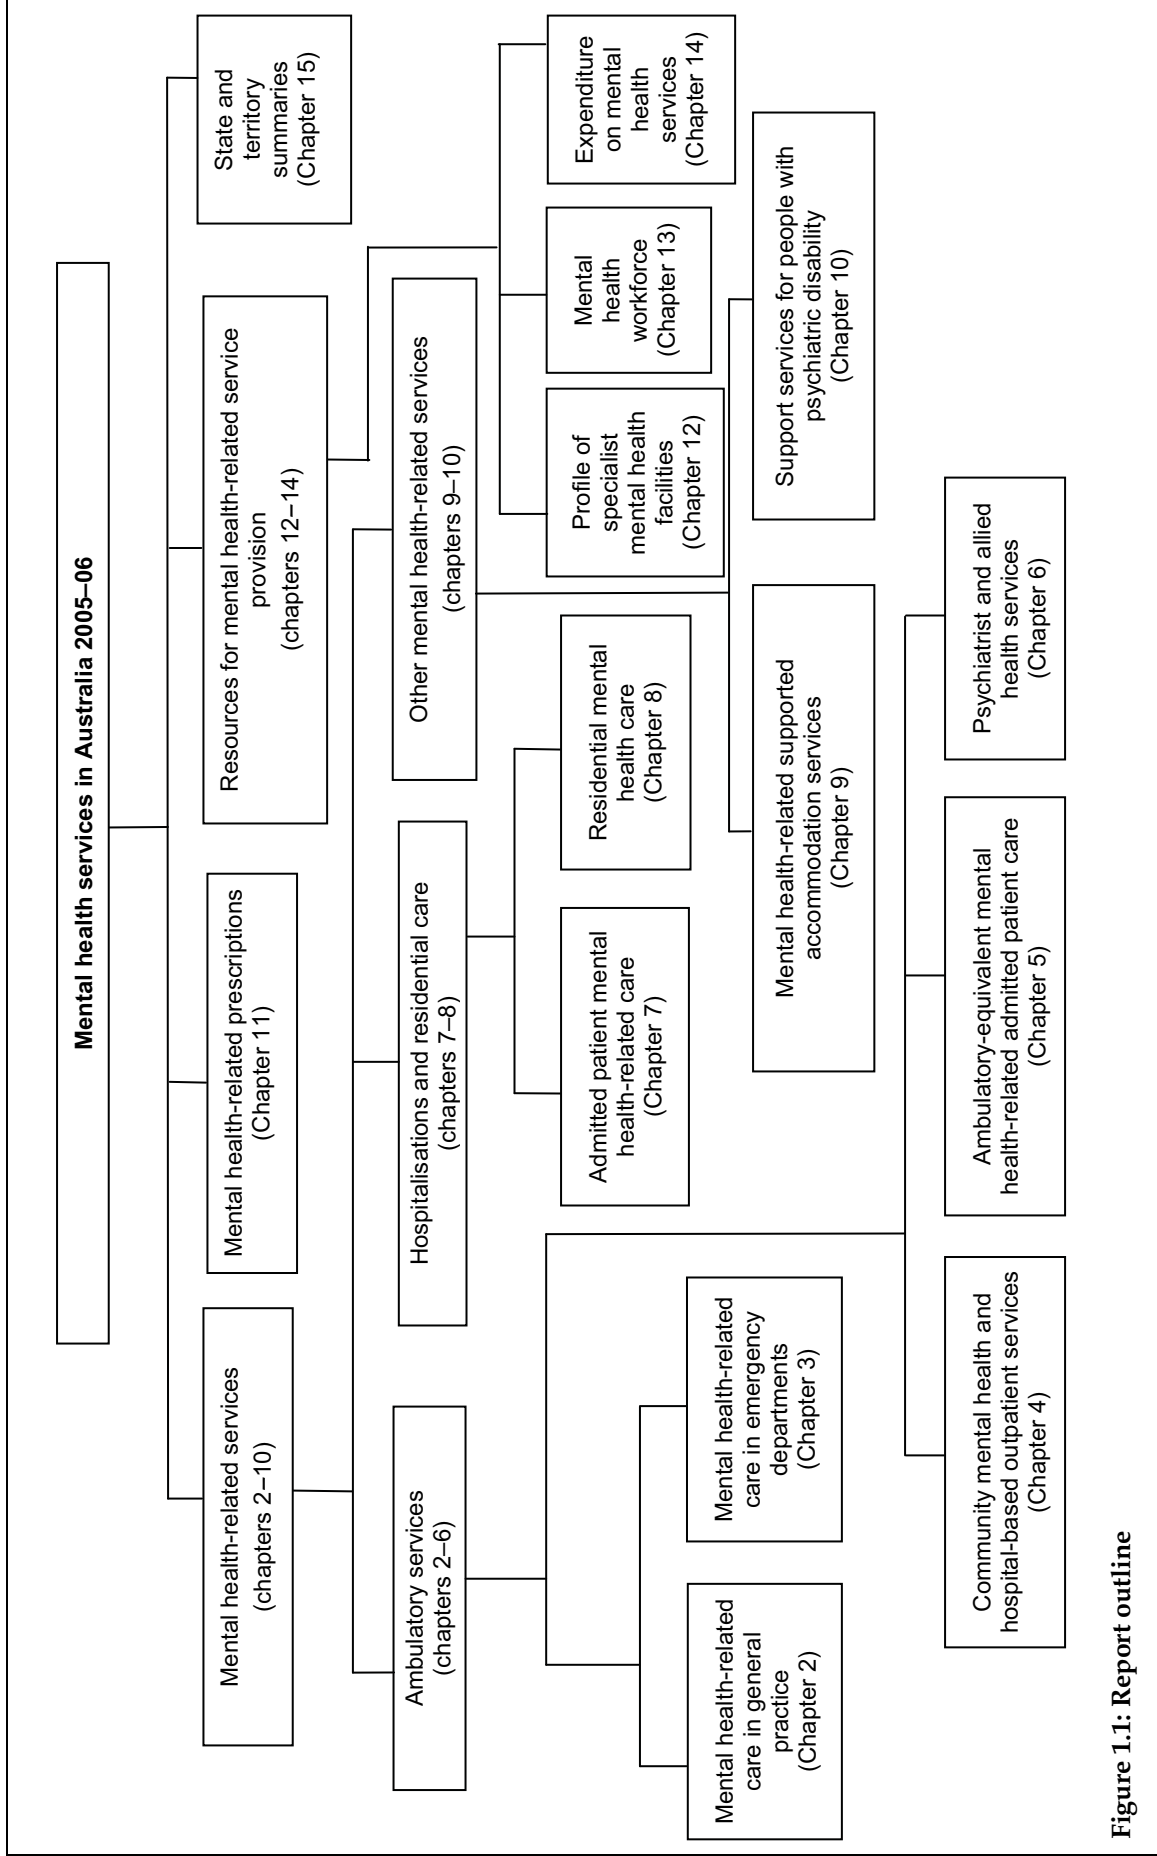 Mental health services in Australia 2005–06
Mental health-related services
(chapters 2–10)
Mental health-related prescriptions
(Chapter 11)
Resources for mental health-related service
provision
(chapters 12–14)
State and
territory
summaries
(Chapter 15)
Ambulatory services
(chapters 2–6)
Hospitalisations and residential care
(chapters 7–8)
Other mental health-related services
(chapters 9–10)
Profile of
specialist
mental health
facilities
(Chapter 12)
Mental
health
workforce
(Chapter 13)
Expenditure
on mental
health
services
(Chapter 14)
Admitted patient mental
health-related care
(Chapter 7)
Residential mental
health care
(Chapter 8)
Mental health-related
care in general
practice
(Chapter 2)
Mental health-related
care in emergency
departments
(Chapter 3)
Mental health-related supported
accommodation services
(Chapter 9)
Support services for people with
psychiatric disability
(Chapter 10)
Community mental health and
hospital-based outpatient services
(Chapter 4)
Ambulatory-equivalent mental
health-related admitted patient care
(Chapter 5)
Psychiatrist and allied
health services
(Chapter 6)
Figure 1.1: Report outline